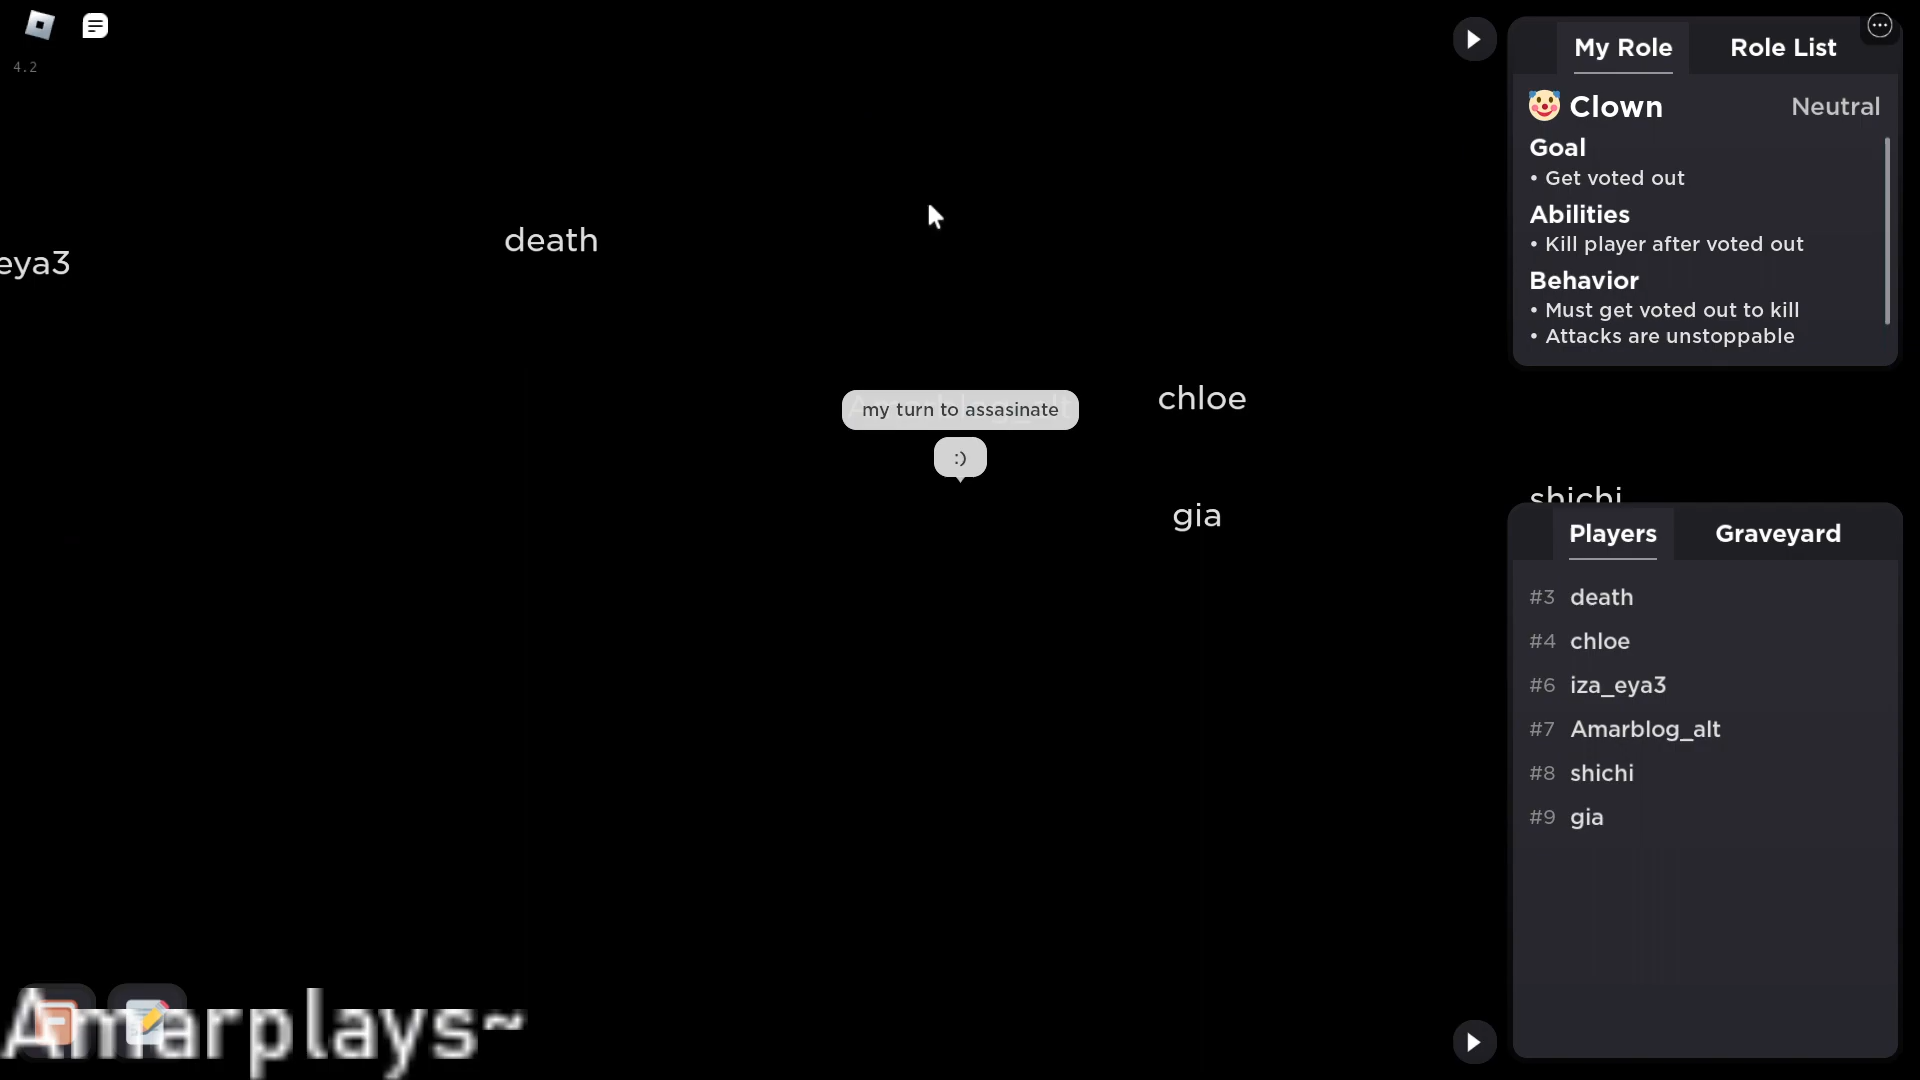 4.2
My Role
Role List
Clown
Neutral
Goal
• Get voted out
Abilities
• Kill player after voted out
Behavior
• Must get voted out to kill
• Attacks are unstoppable
eya3
death
my turn to assasinate
:)
chloe
gia
shichi
Players
Graveyard
#3 death
#4 chloe
#6 iza_eya3
#7 Amarblog_alt
#8 shichi
#9 gia
Amarplays~